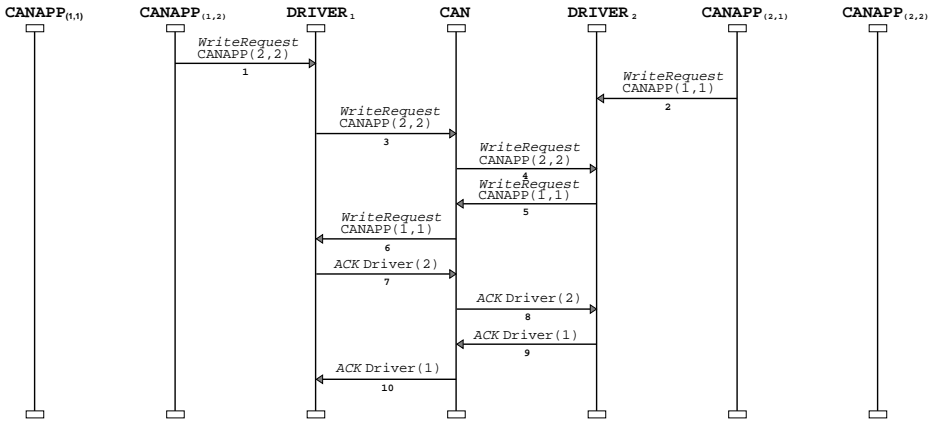 CANAPP(1,1) CANAPP(1,2) DRIVER1 CAN DRIVER2 CANAPP(2,1) CANAPP(2,2)
WriteRequest
CANAPP(2,2)
1
WriteRequest
CANAPP(1,1)
2
WriteRequest
CANAPP(2,2)
3
WriteRequest
CANAPP(2,2)
4
WriteRequest
CANAPP(1,1)
5
WriteRequest
CANAPP(1,1)
6
ACK Driver(2)
7
ACK Driver(2)
8
ACK Driver(1)
9
ACK Driver(1)
10